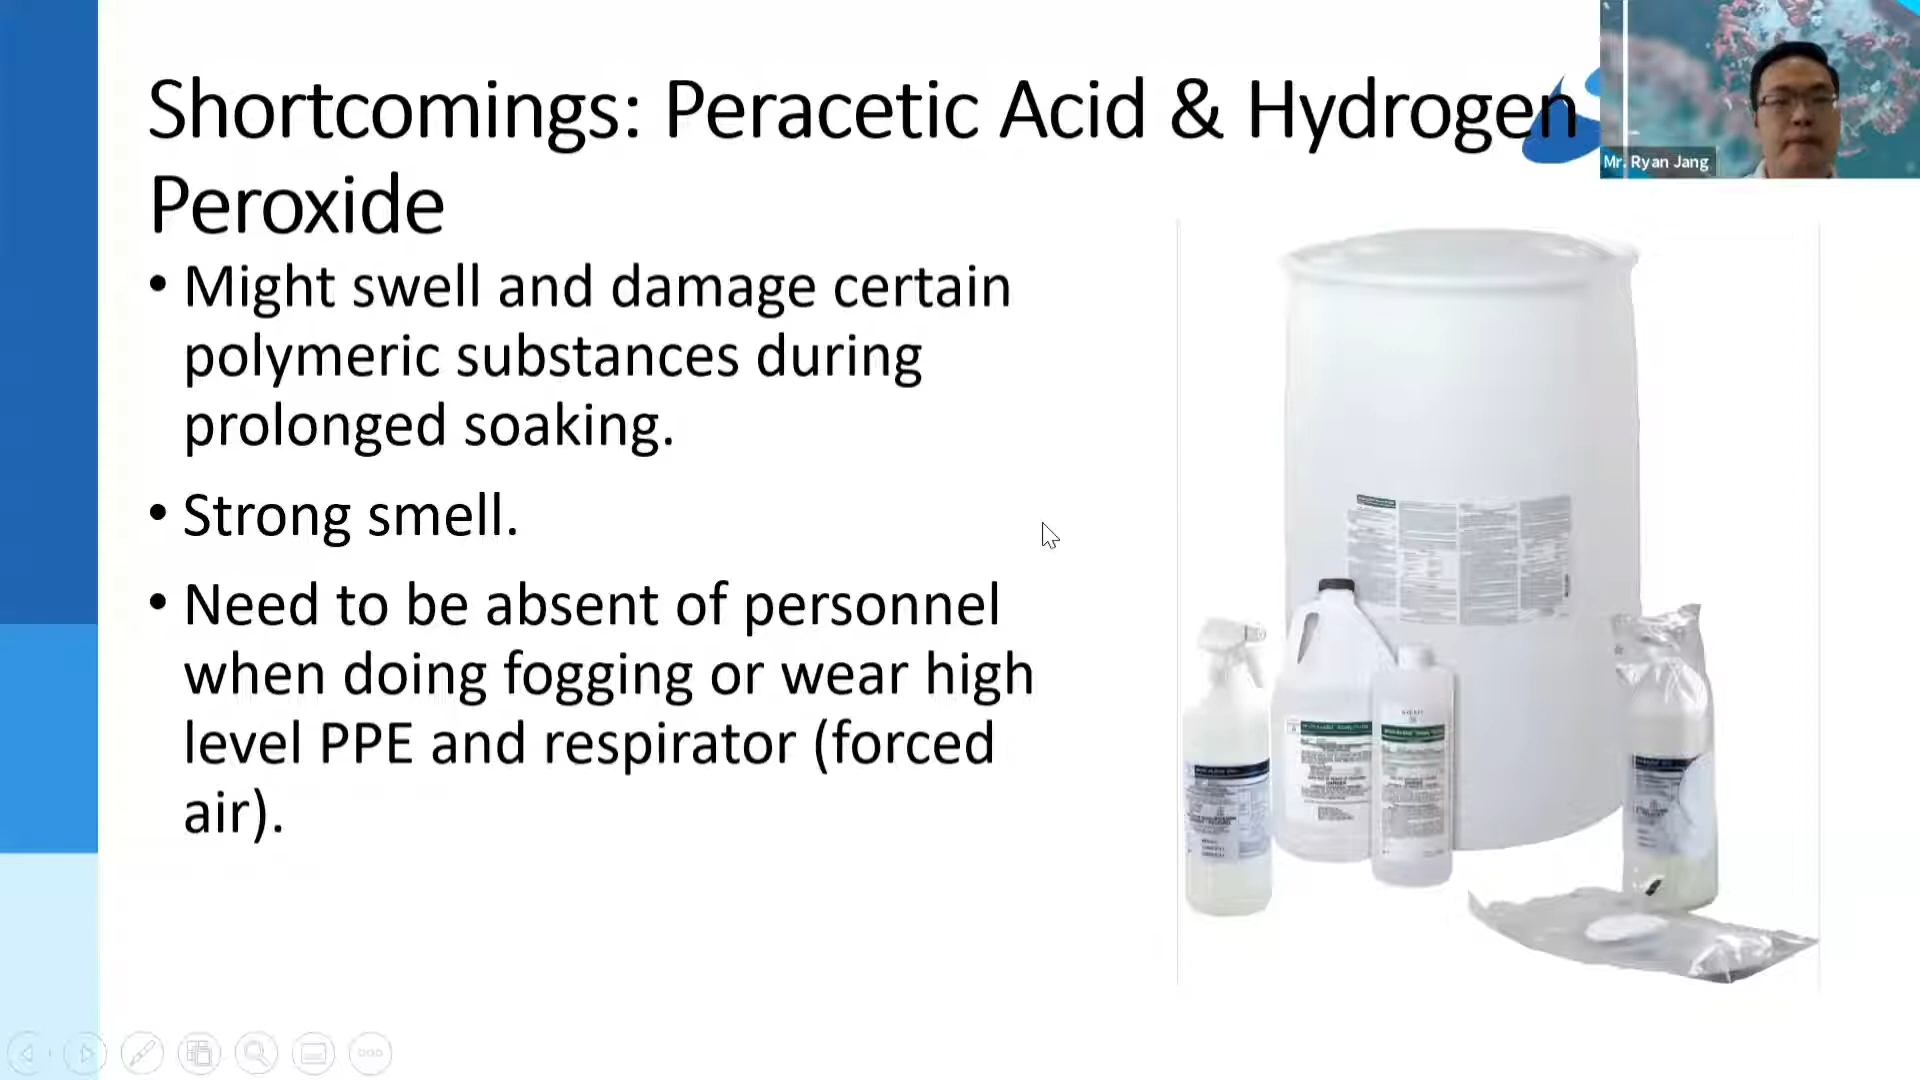 Shortcomings: Peracetic Acid & Hydrogen
Peroxide
Mr. Ryan Jang
• Might swell and damage certain
polymeric substances during
prolonged soaking.
• Strong smell.
• Need to be absent of personnel
when doing fogging or wear high
level PPE and respirator (forced
air).